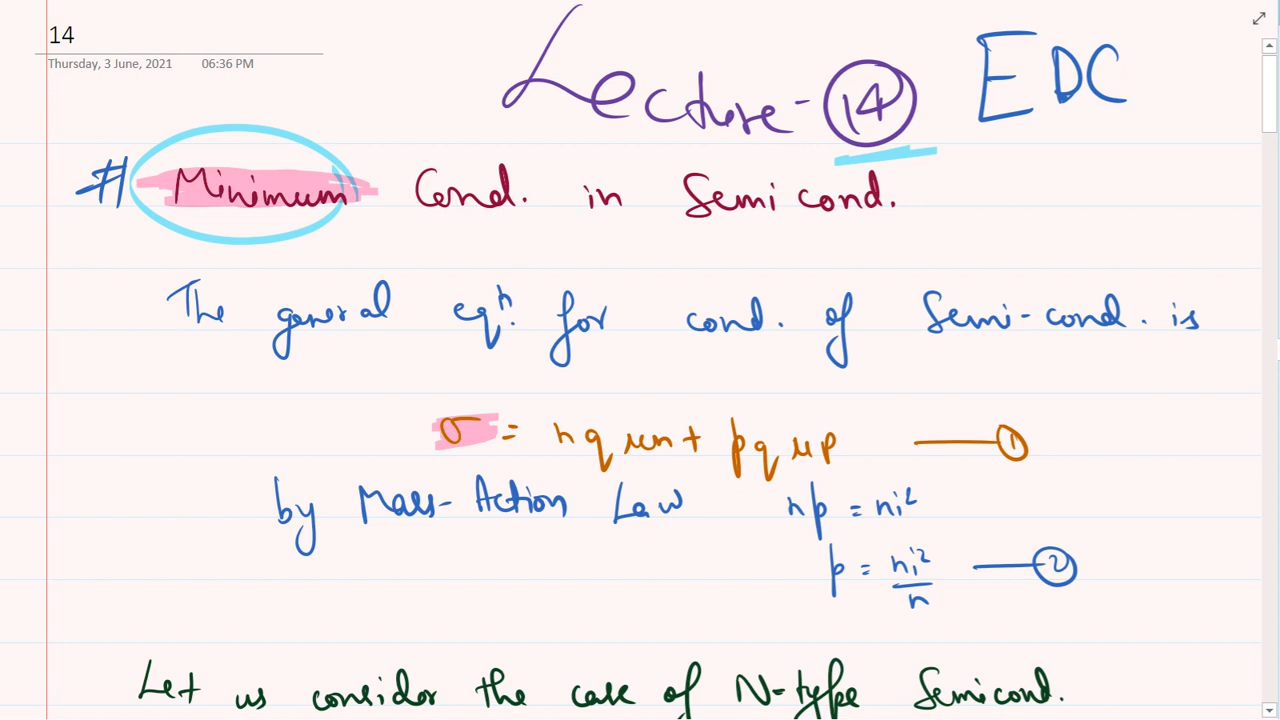 14
Thursday, 3 June, 2021 06:36 PM
Lecture-14 EDC
# Minimum Cond. in Semicond.
The general eqⁿ. for cond. of Semi-cond. is
σ = nqμn + pqμp —— 1
by Mass-Action Law np = ni²
p = ni²/n —— 2
Let us consider the case of N-type Semicond.